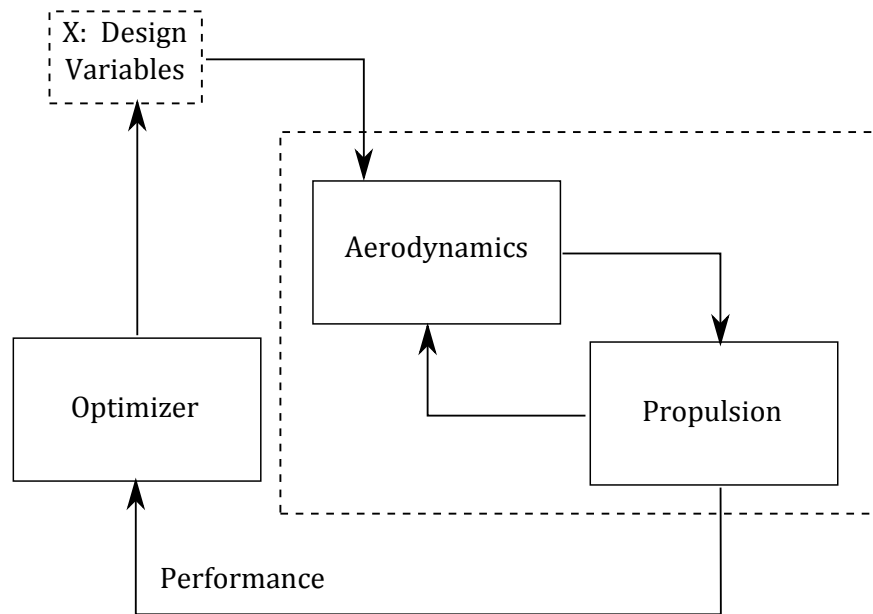 X: Design
Variables
Aerodynamics
Optimizer
Propulsion
Performance